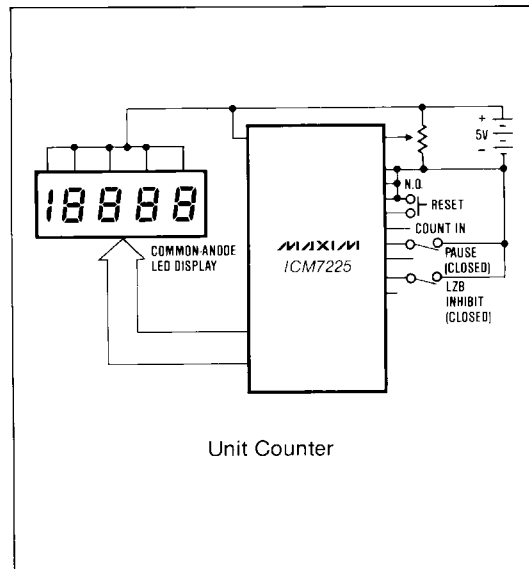 +
5V
−
N.O.
RESET
18888
COUNT IN
COMMON-ANODE
LED DISPLAY
MAXIM
ICM7225
PAUSE
(CLOSED)
LZB
INHIBIT
(CLOSED)
Unit Counter